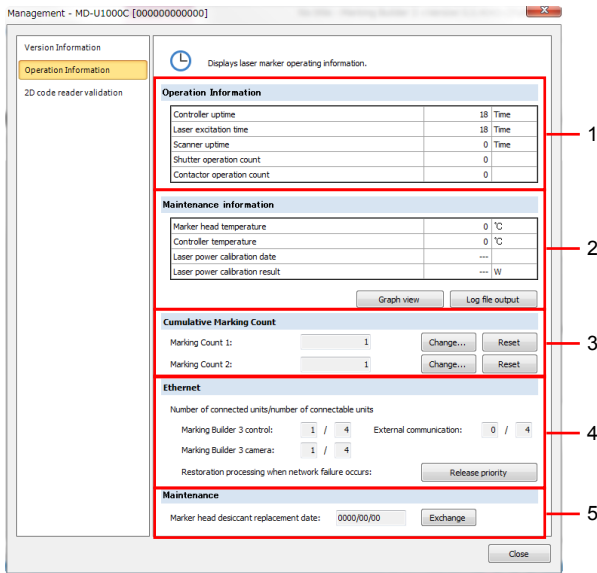 Management - MD-U1000C [000000000000]
Version Information
Operation Information
2D code reader validation
Displays laser marker operating information.
Operation Information
Controller uptime 18 Time
Laser excitation time 18 Time
Scanner uptime 0 Time
Shutter operation count 0
Contactor operation count 0
1
Maintenance information
Marker head temperature 0 ℃
Controller temperature 0 ℃
Laser power calibration date ---
Laser power calibration result --- W
2
Graph view Log file output
Cumulative Marking Count
Marking Count 1: 1 Change... Reset
3
Marking Count 2: 1 Change... Reset
Ethernet
Number of connected units/number of connectable units
Marking Builder 3 control: 1 / 4 External communication: 0 / 4
4
Marking Builder 3 camera: 1 / 4
Restoration processing when network failure occurs: Release priority
Maintenance
Marker head desiccant replacement date: 0000/00/00 Exchange
5
Close